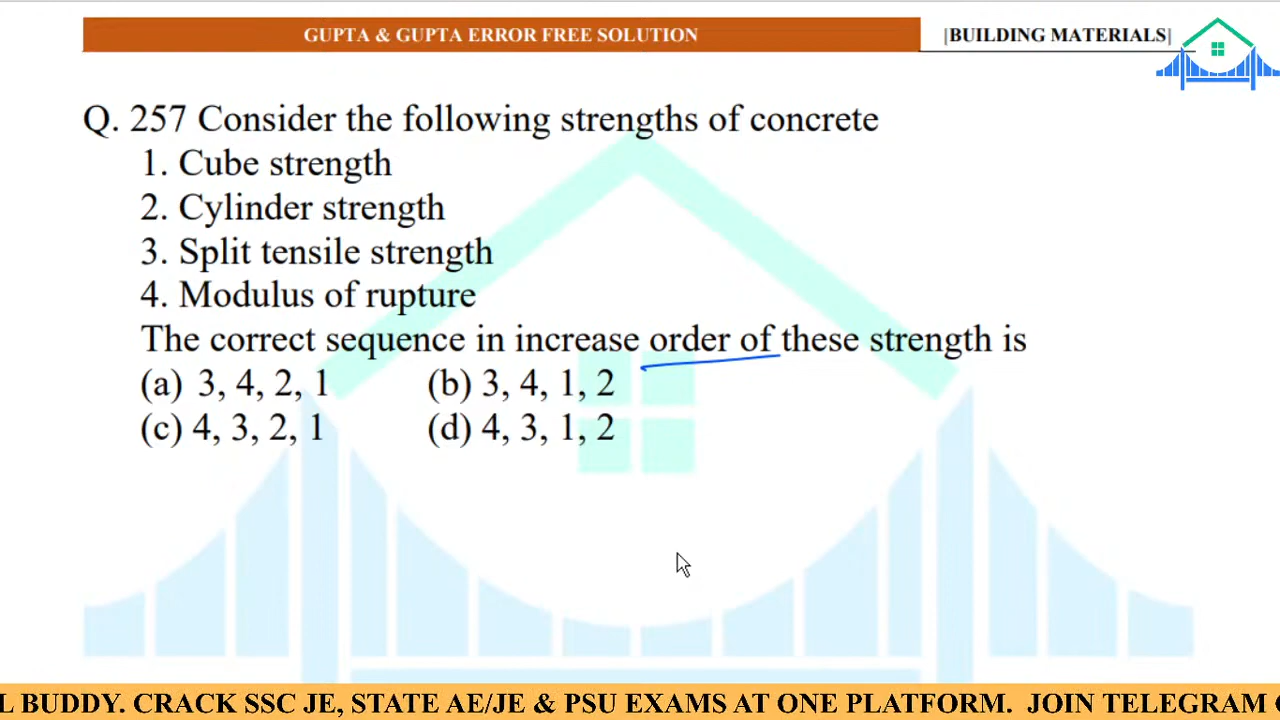 GUPTA & GUPTA ERROR FREE SOLUTION
[BUILDING MATERIALS]
Q. 257 Consider the following strengths of concrete
1. Cube strength
2. Cylinder strength
3. Split tensile strength
4. Modulus of rupture
The correct sequence in increase order of these strength is
(a) 3, 4, 2, 1 (b) 3, 4, 1, 2
(c) 4, 3, 2, 1 (d) 4, 3, 1, 2
L BUDDY. CRACK SSC JE, STATE AE/JE & PSU EXAMS AT ONE PLATFORM. JOIN TELEGRAM